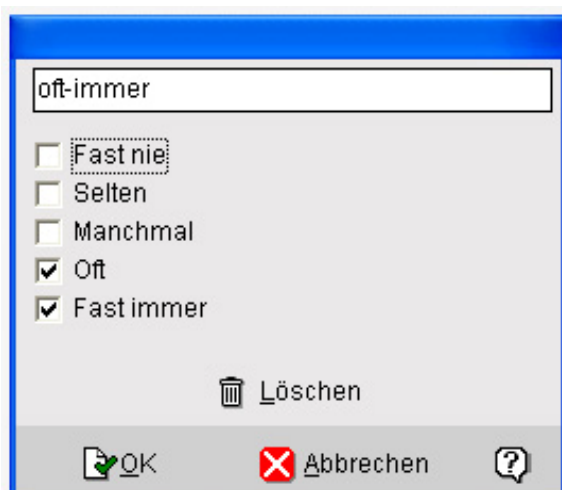 oft-immer
Fast nie
Selten
Manchmal
Oft
Fast immer
Löschen
OK Abbrechen ?